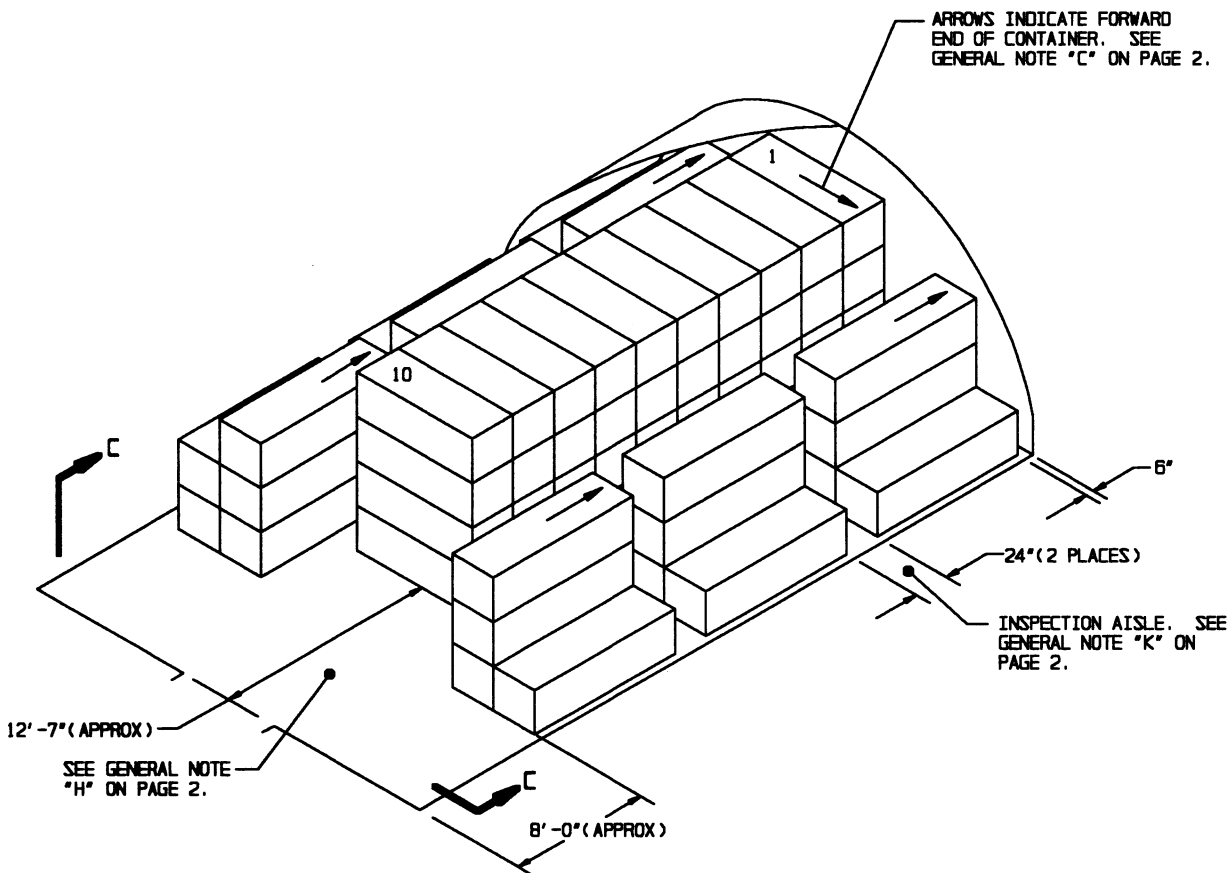 ARROWS INDICATE FORWARD
END OF CONTAINER. SEE
GENERAL NOTE "C" ON PAGE 2.
1
10
C
6"
24"(2 PLACES)
INSPECTION AISLE. SEE
GENERAL NOTE "K" ON
PAGE 2.
12'-7"(APPROX)
SEE GENERAL NOTE
"H" ON PAGE 2.
C
8'-0"(APPROX)